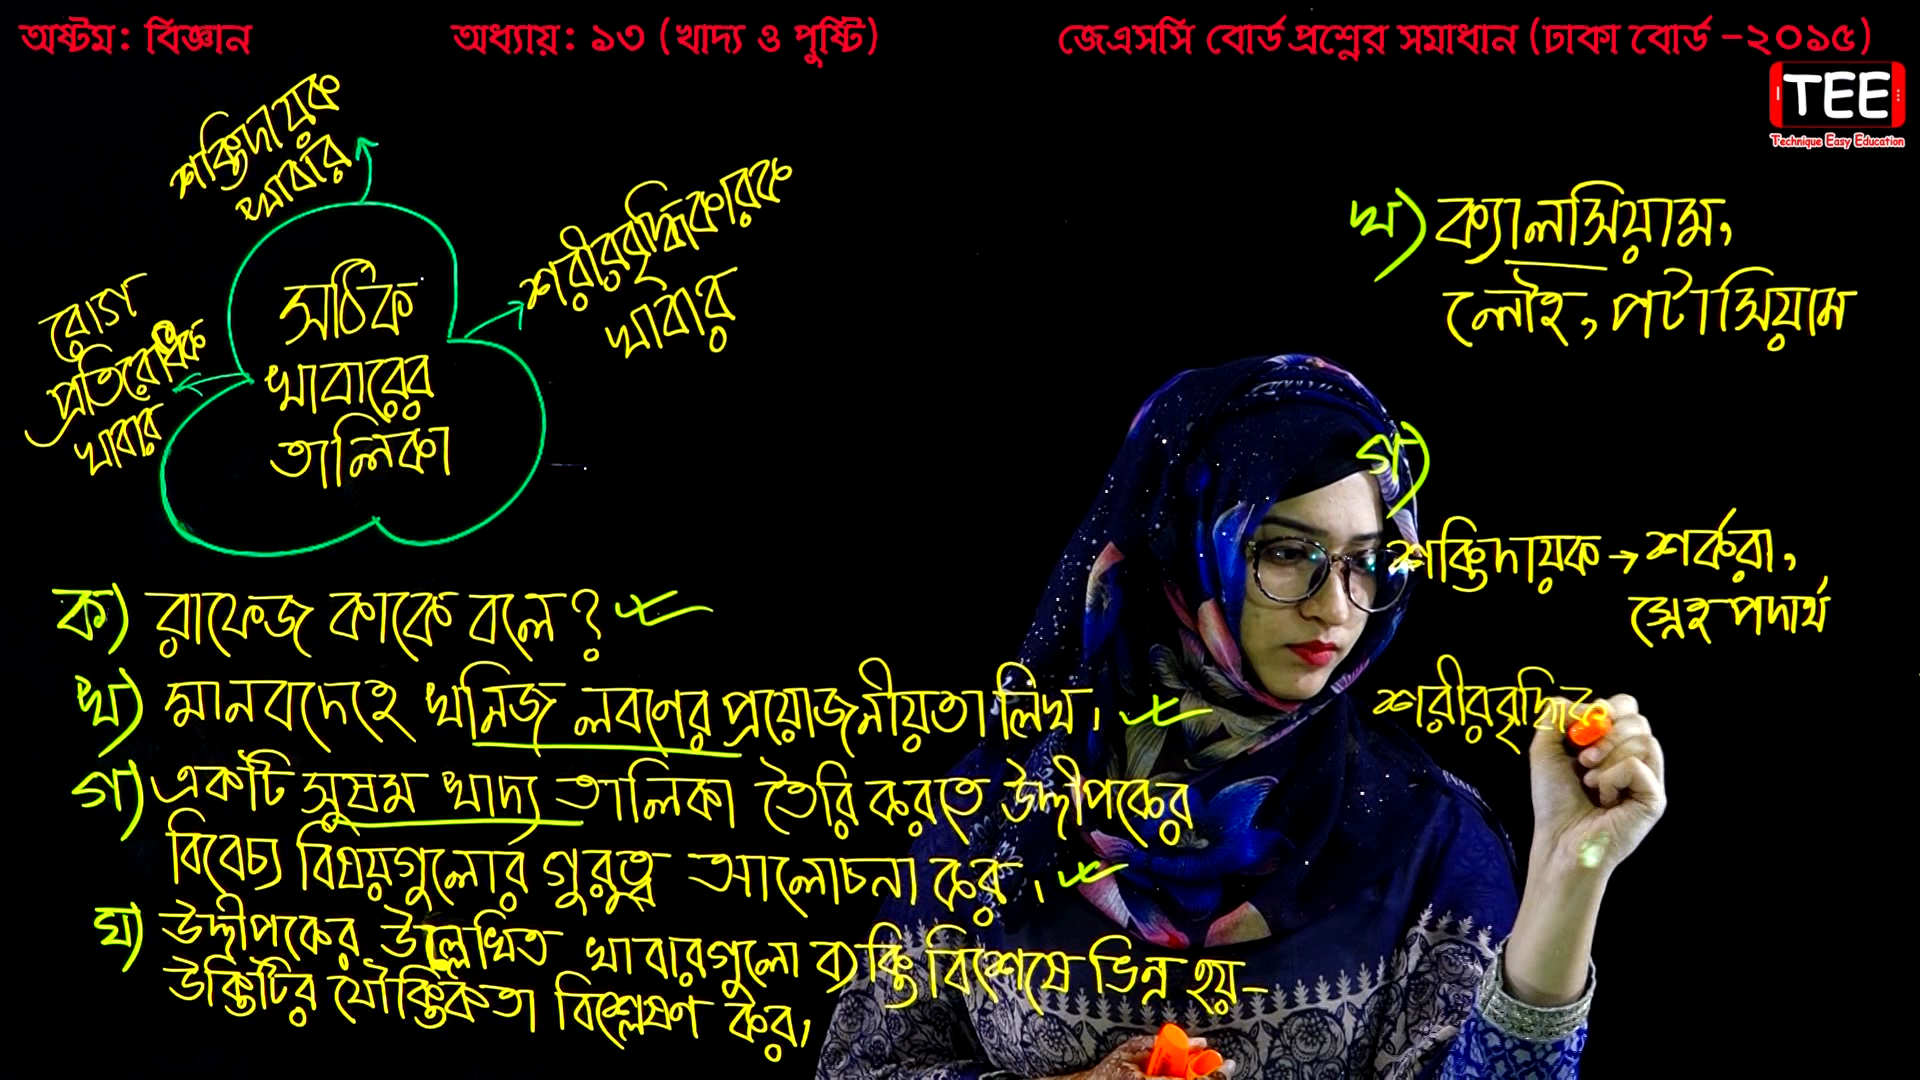 অষ্টম: বিজ্ঞান
অধ্যায়: ১৩ (খাদ্য ও পুষ্টি)
জেএসসি বোর্ড প্রশ্নের সমাধান (ঢাকা বোর্ড -২০১৫)
TEE
Technique Easy Education
শক্তিদায়ক
খাবার
শরীরবৃদ্ধিকারক
খাবার
রোগ
প্রতিরোধক
খাবার
সঠিক
খাবারের
তালিকা
ক) রাফেজ কাকে বলে?
খ) মানবদেহে খনিজ লবণের প্রয়োজনীয়তা লিখ।
গ) একটি সুষম খাদ্য তালিকা তৈরি করতে উদ্দীপকের
বিবেচ্য বিষয়গুলোর গুরুত্ব আলোচনা কর।
ঘ) উদ্দীপকের উল্লেখিত খাবারগুলো ব্যক্তি বিশেষে ভিন্ন হয়-
উক্তিটির যৌক্তিকতা বিশ্লেষণ কর।
খ) ক্যালসিয়াম,
লৌহ, পটাসিয়াম
গ)
শক্তিদায়ক → শর্করা,
স্নেহ পদার্থ
শরীরবৃদ্ধিক